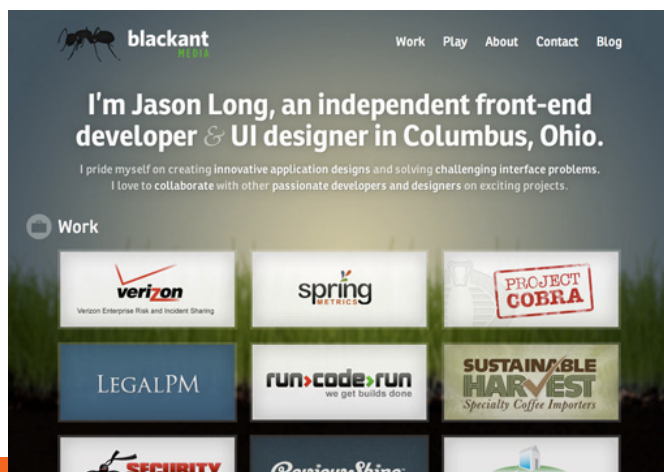 blackant
MEDIA
Work Play About Contact Blog
I'm Jason Long, an independent front-end
developer & UI designer in Columbus, Ohio.
I pride myself on creating innovative application designs and solving challenging interface problems.
I love to collaborate with other passionate developers and designers on exciting projects.
Work
verizon
Verizon Enterprise Risk and Incident Sharing
spring
METRICS
PROJECT
COBRA
LEGALPM
run>code>run
we get builds done
SUSTAINABLE
HARVEST
Specialty Coffee Importers
SECURITY